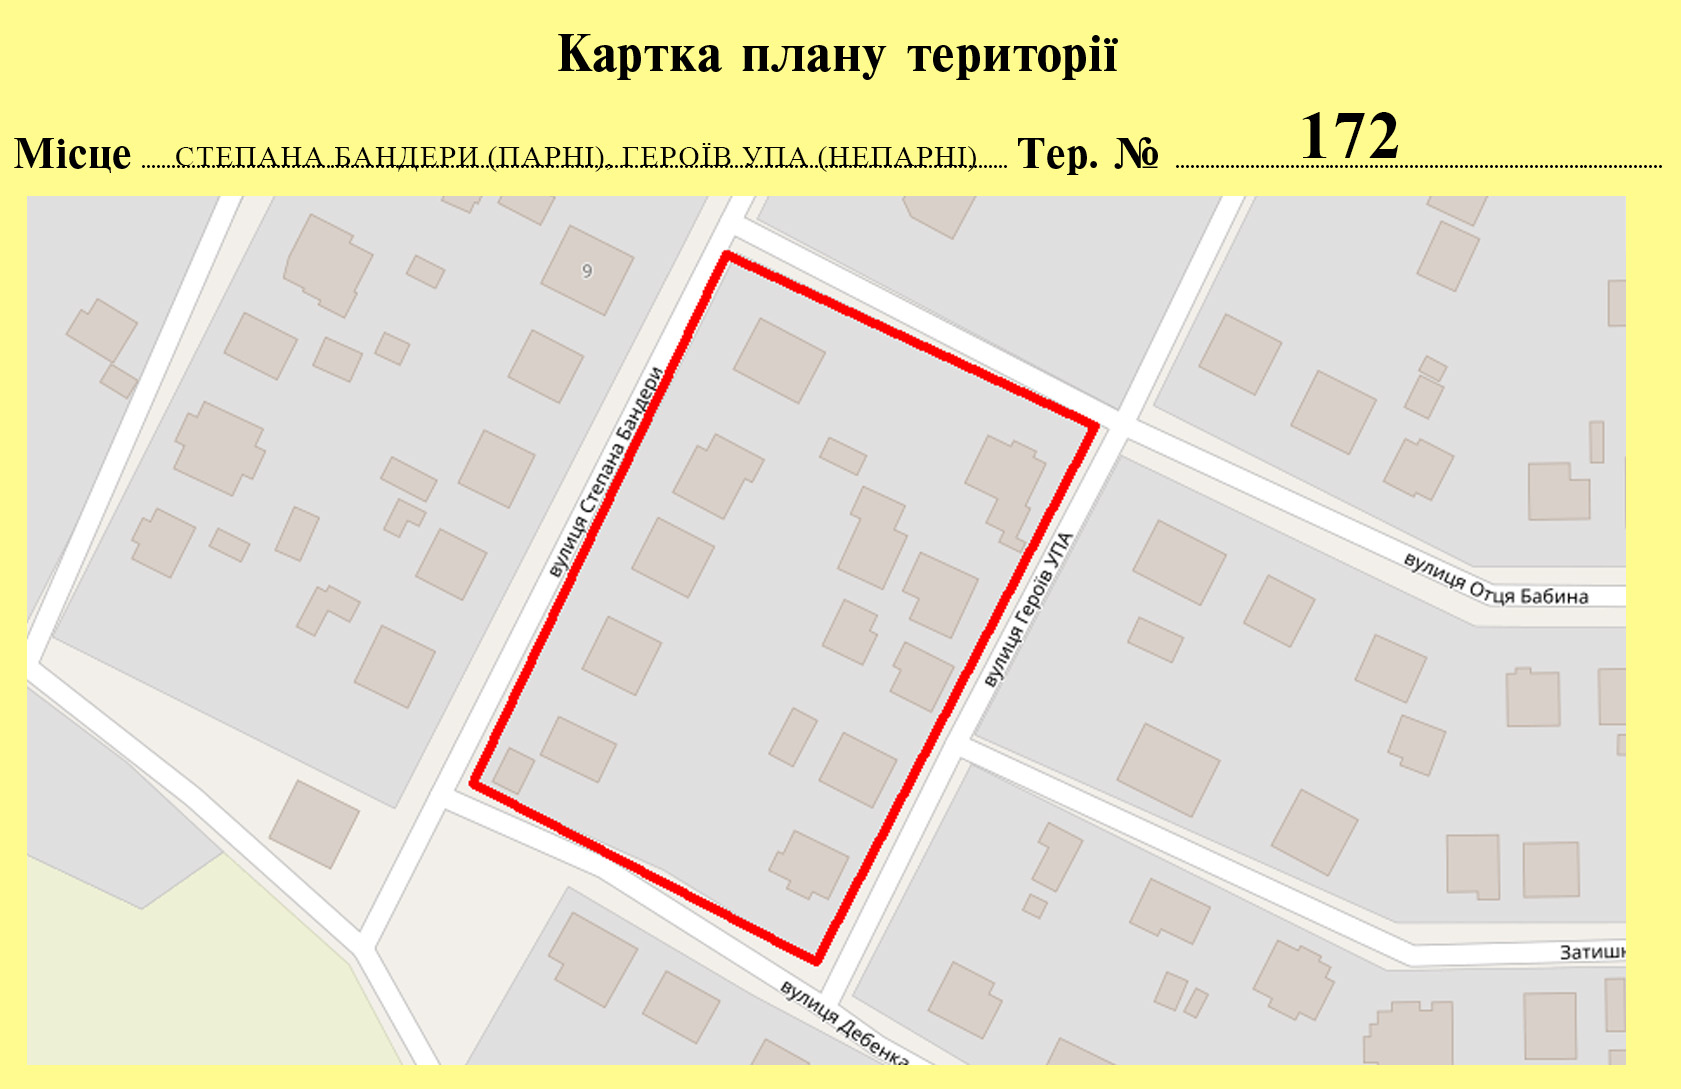 Картка плану території
Місце СТЕПАНА БАНДЕРИ (ПАРНІ), ГЕРОЇВ УПА (НЕПАРНІ) Тер. № 172
9
вулиця Степана Бандери
вулиця Героїв УПА
вулиця Отця Бабина
Затишн
вулиця Дебенка